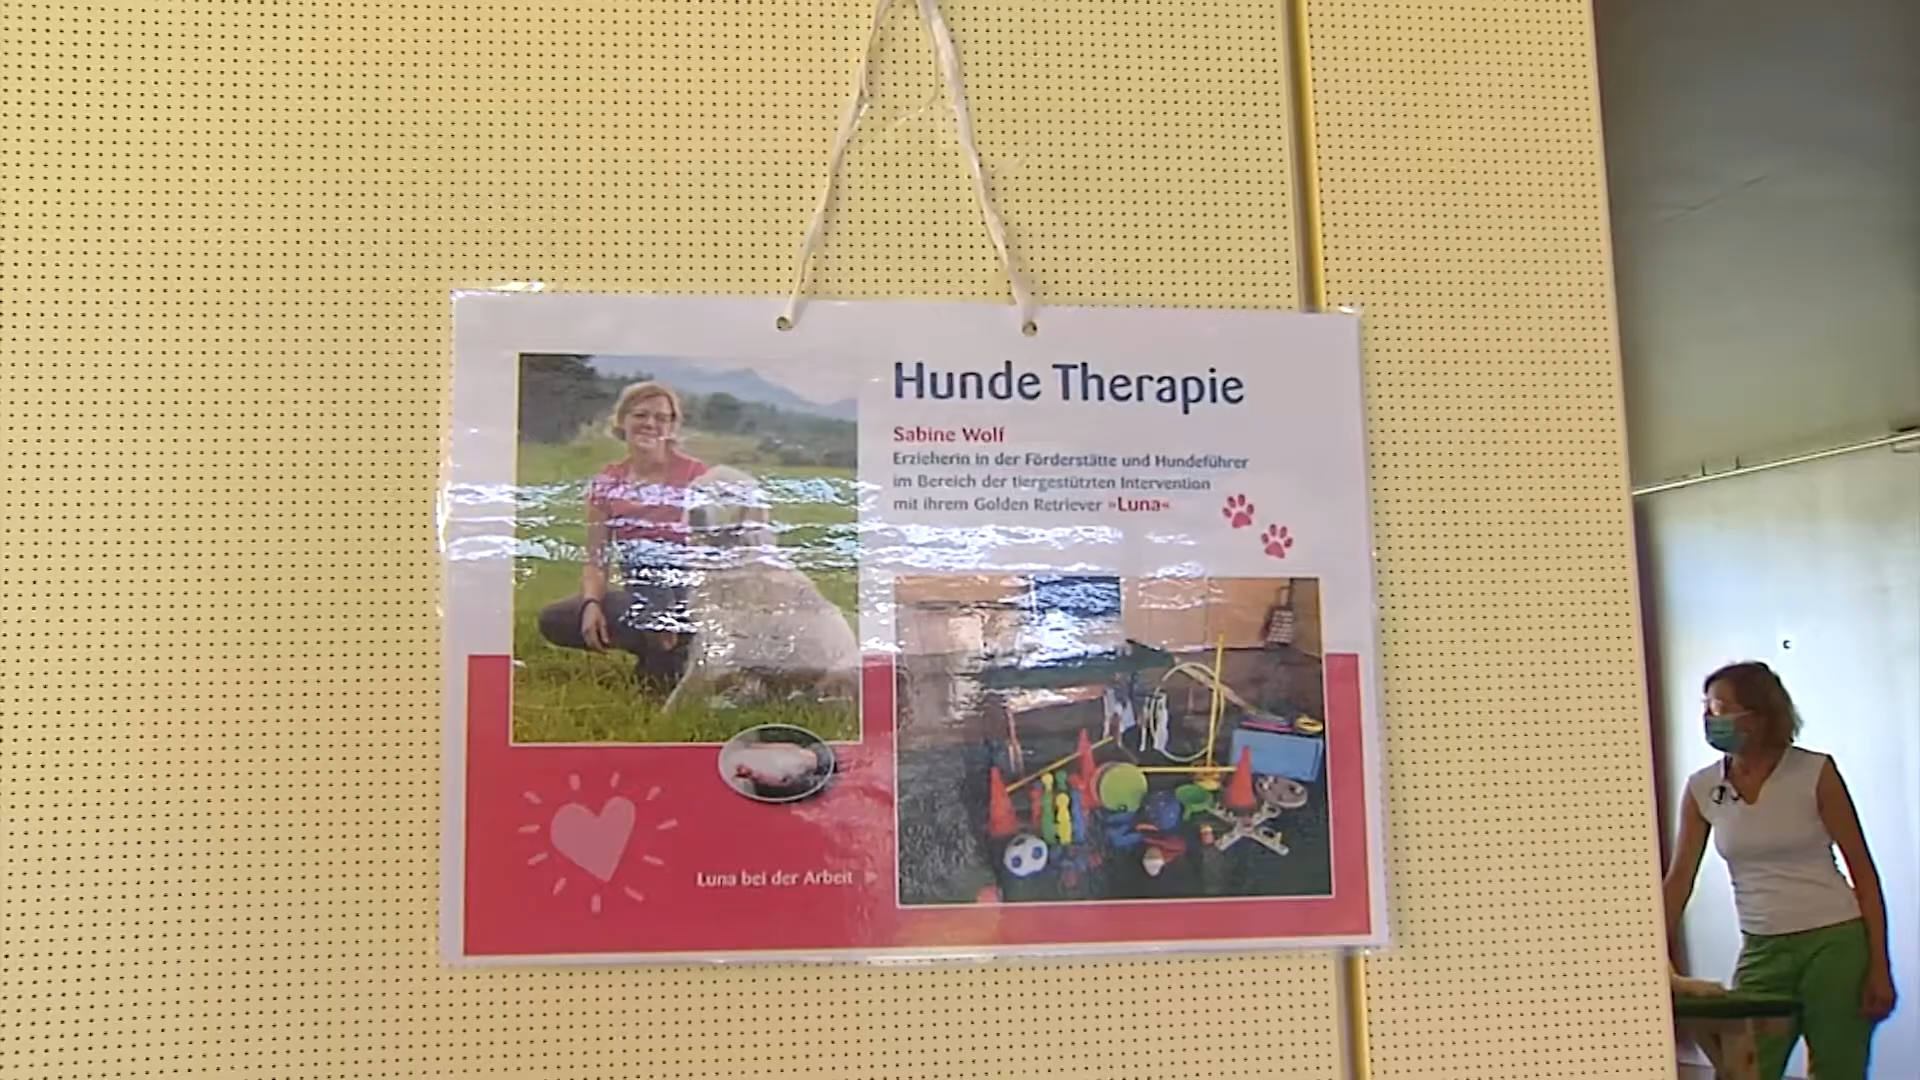 Hunde Therapie
Sabine Wolf
Erzieherin in der Förderstätte und Hundeführer
im Bereich der tiergestützten Intervention
mit ihrem Golden Retriever »Luna«
Luna bei der Arbeit